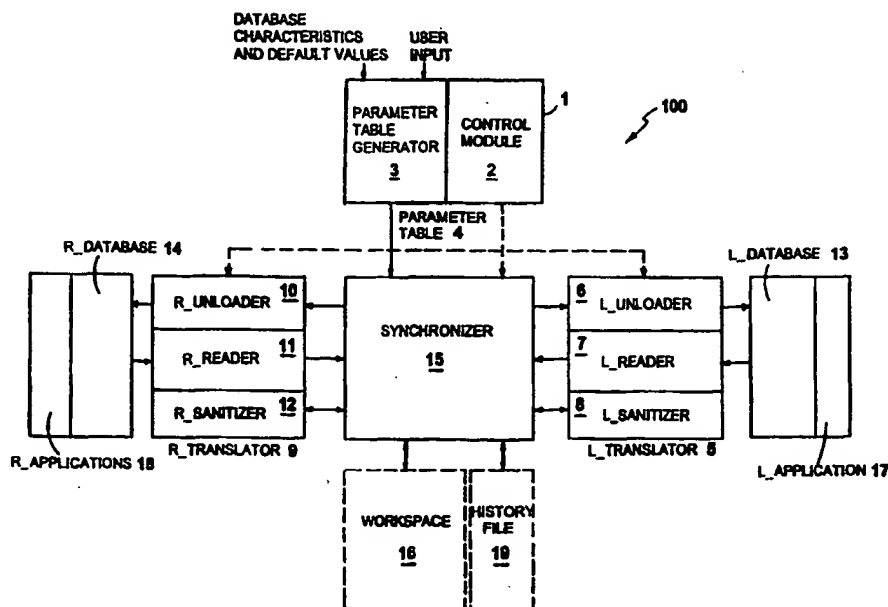 DATABASE
CHARACTERISTICS
AND DEFAULT VALUES
USER
INPUT
1
100
PARAMETER
TABLE
GENERATOR
3
CONTROL
MODULE
2
PARAMETER
TABLE 4
R_DATABASE 14
L_DATABASE 13
10
R_UNLOADER
11
R_READER
12
R_SANITIZER
R_TRANSLATOR 9
R_APPLICATIONS 18
SYNCHRONIZER
15
6
L_UNLOADER
7
L_READER
8
L_SANITIZER
L_TRANSLATOR 5
L_APPLICATION 17
WORKSPACE
16
HISTORY
FILE
19